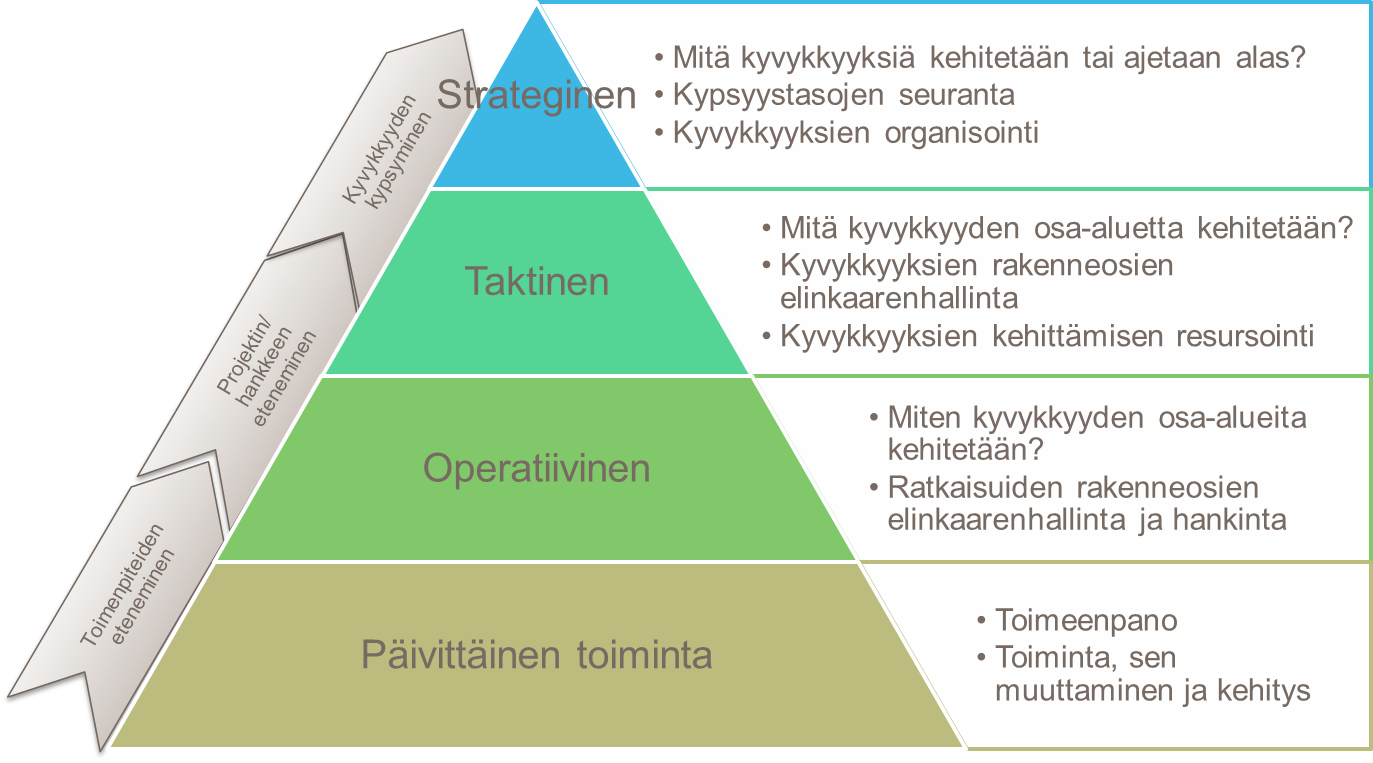 Strateginen
• Mitä kyvykkyyksiä kehitetään tai ajetaan alas?
• Kypsyystasojen seuranta
• Kyvykkyyksien organisointi
Kyvykkyyden
kypsyminen
Taktinen
• Mitä kyvykkyyden osa-aluetta kehitetään?
• Kyvykkyyksien rakenneosien
elinkaarenhallinta
• Kyvykkyyksien kehittämisen resursointi
Projektin/
hankkeen
eteneminen
Operatiivinen
• Miten kyvykkyyden osa-alueita
kehitetään?
• Ratkaisuiden rakenneosien
elinkaarenhallinta ja hankinta
Toimenpiteiden
eteneminen
Päivittäinen toiminta
• Toimeenpano
• Toiminta, sen
muuttaminen ja kehitys